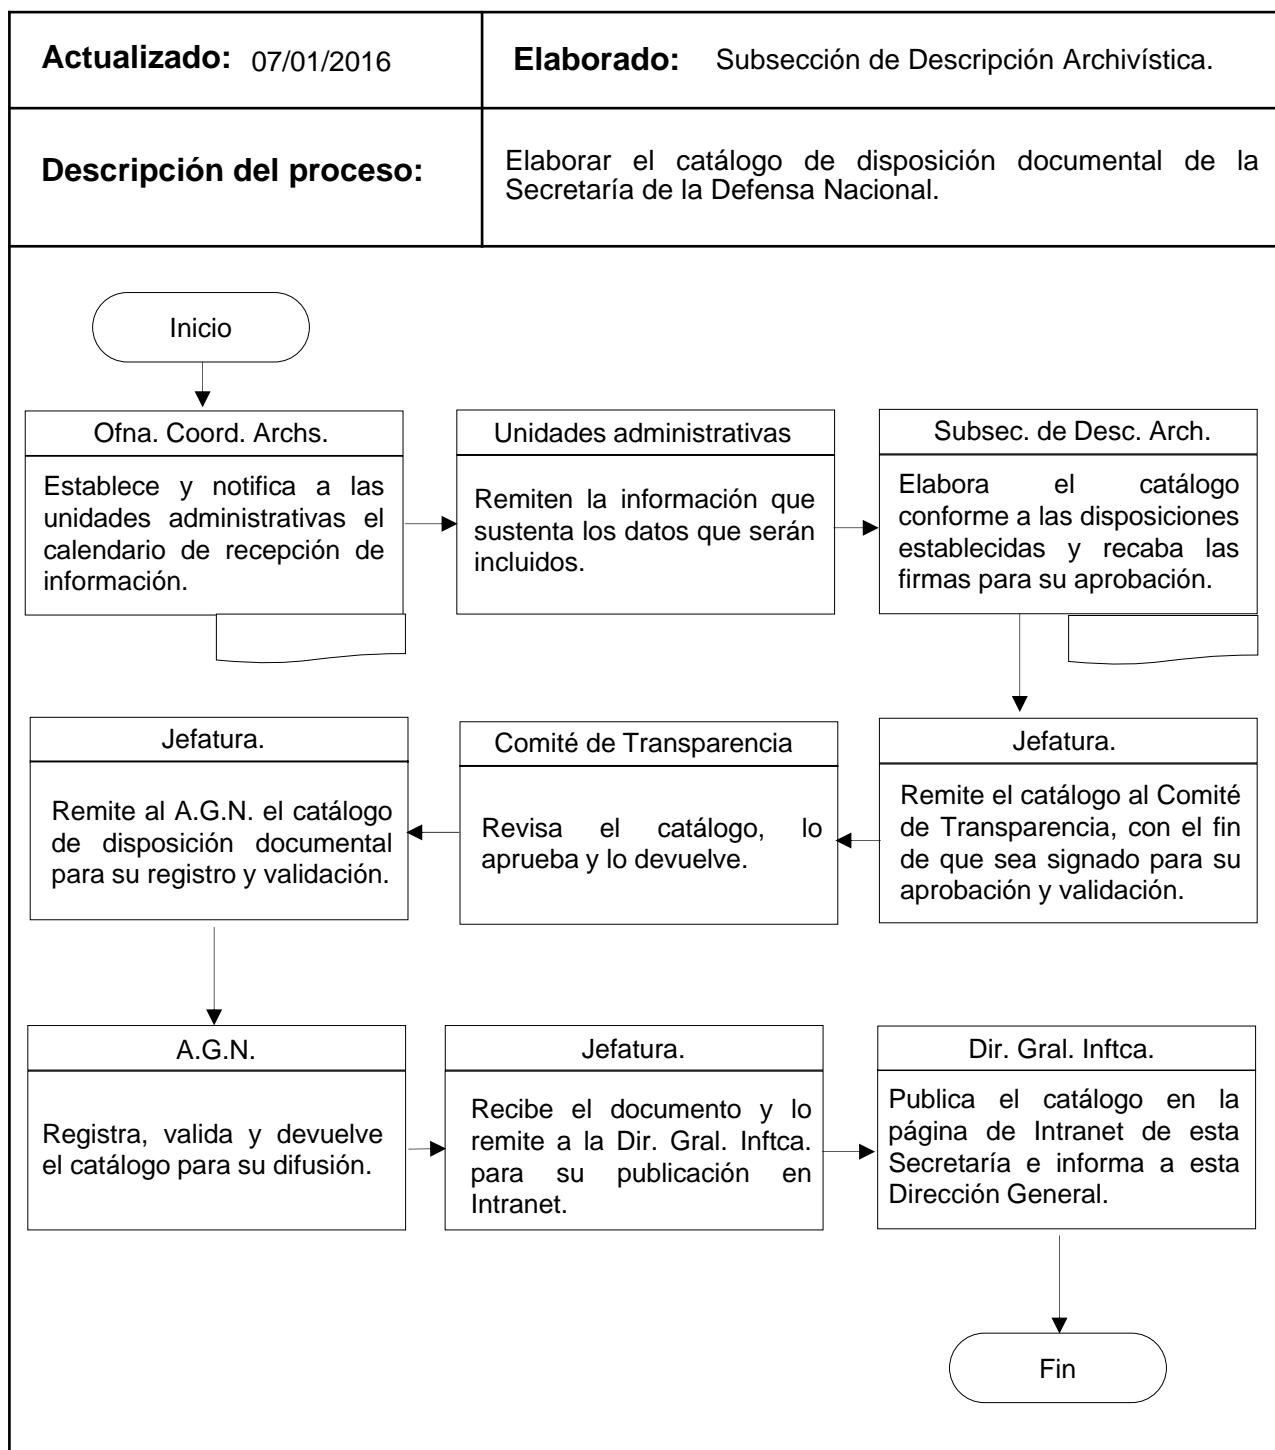 Actualizado: 07/01/2016
Elaborado: Subsección de Descripción Archivística.
Descripción del proceso:
Elaborar el catálogo de disposición documental de la
Secretaría de la Defensa Nacional.
Inicio
Ofna. Coord. Archs.
Establece y notifica a las
unidades administrativas el
calendario de recepción de
información.
Unidades administrativas
Remiten la información que
sustenta los datos que serán
incluidos.
Subsec. de Desc. Arch.
Elabora el catálogo
conforme a las disposiciones
establecidas y recaba las
firmas para su aprobación.
Jefatura.
Remite el catálogo al Comité
de Transparencia, con el fin
de que sea signado para su
aprobación y validación.
Comité de Transparencia
Revisa el catálogo, lo
aprueba y lo devuelve.
Jefatura.
Remite al A.G.N. el catálogo
de disposición documental
para su registro y validación.
A.G.N.
Registra, valida y devuelve
el catálogo para su difusión.
Jefatura.
Recibe el documento y lo
remite a la Dir. Gral. Inftca.
para su publicación en
Intranet.
Dir. Gral. Inftca.
Publica el catálogo en la
página de Intranet de esta
Secretaría e informa a esta
Dirección General.
Fin